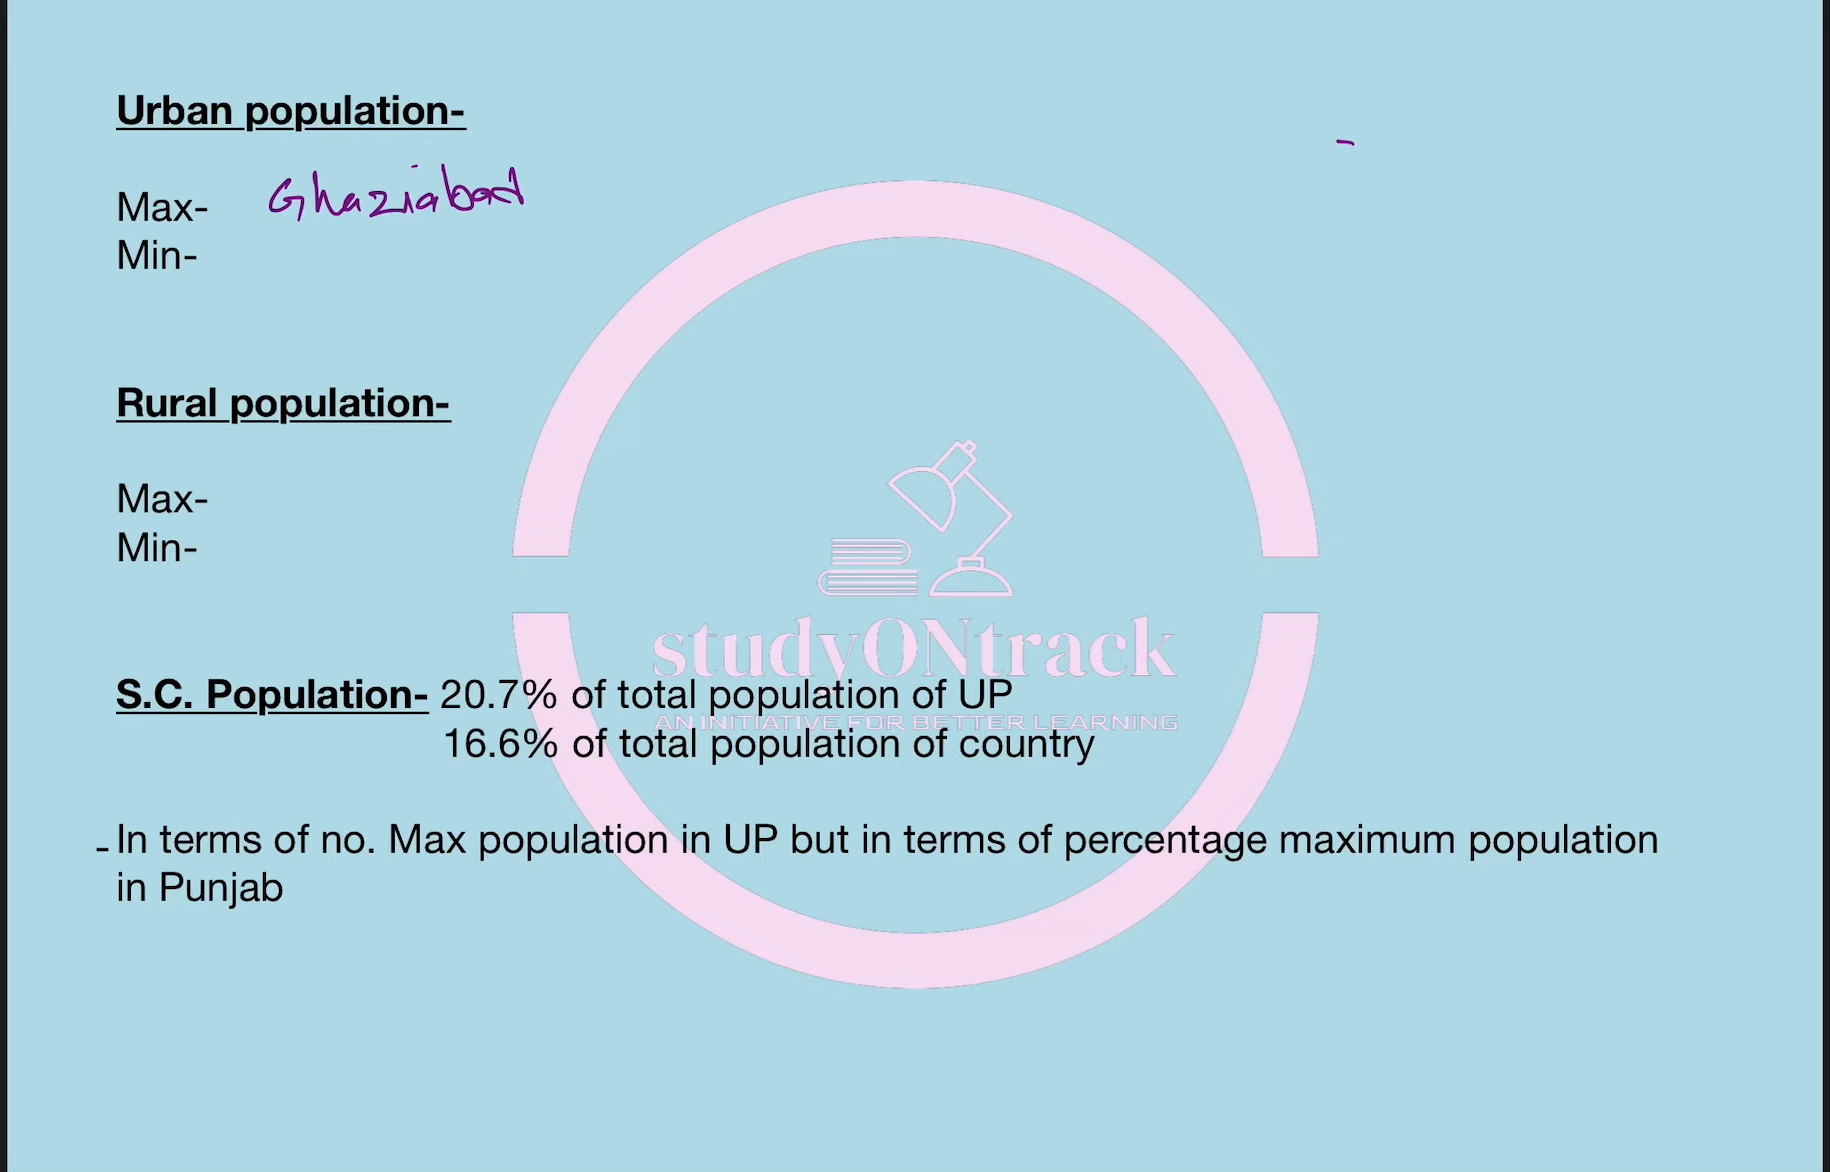 Urban population-
Max- Ghaziabad
Min-
Rural population-
Max-
Min-
studyONtrack
S.C. Population- 20.7% of total population of UP
AN INITIATIVE FOR BETTER LEARNING
16.6% of total population of country
- In terms of no. Max population in UP but in terms of percentage maximum population
in Punjab